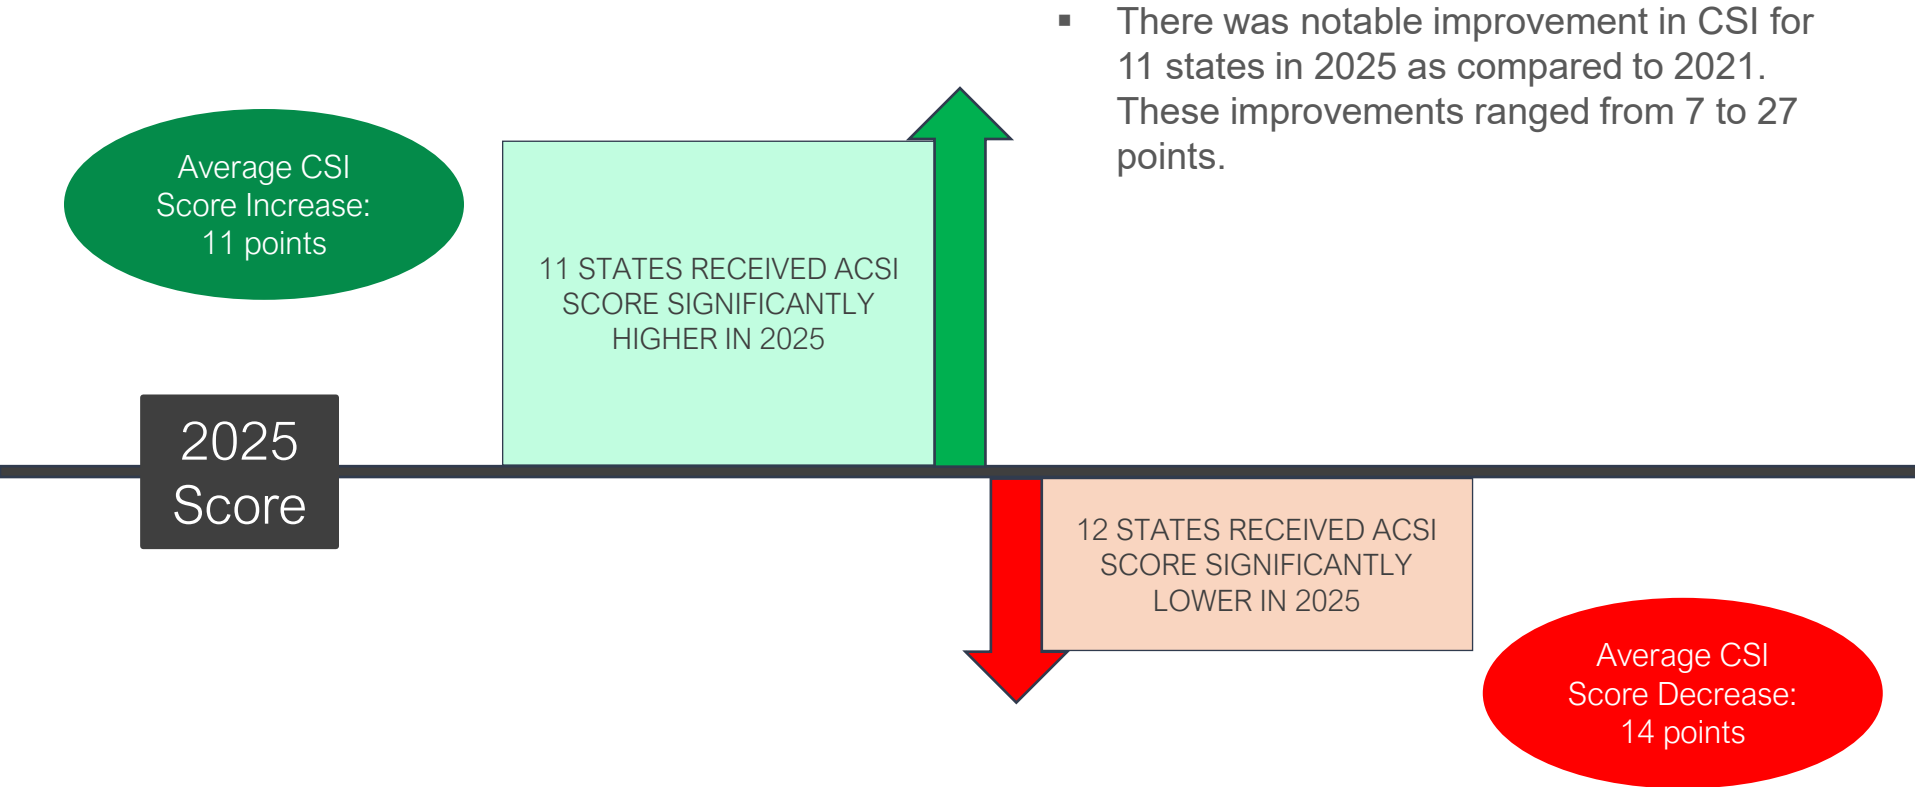 ▪ There was notable improvement in CSI for
11 states in 2025 as compared to 2021.
These improvements ranged from 7 to 27
points.
Average CSI
Score Increase:
11 points
11 STATES RECEIVED ACSI
SCORE SIGNIFICANTLY
HIGHER IN 2025
2025
Score
12 STATES RECEIVED ACSI
SCORE SIGNIFICANTLY
LOWER IN 2025
Average CSI
Score Decrease:
14 points